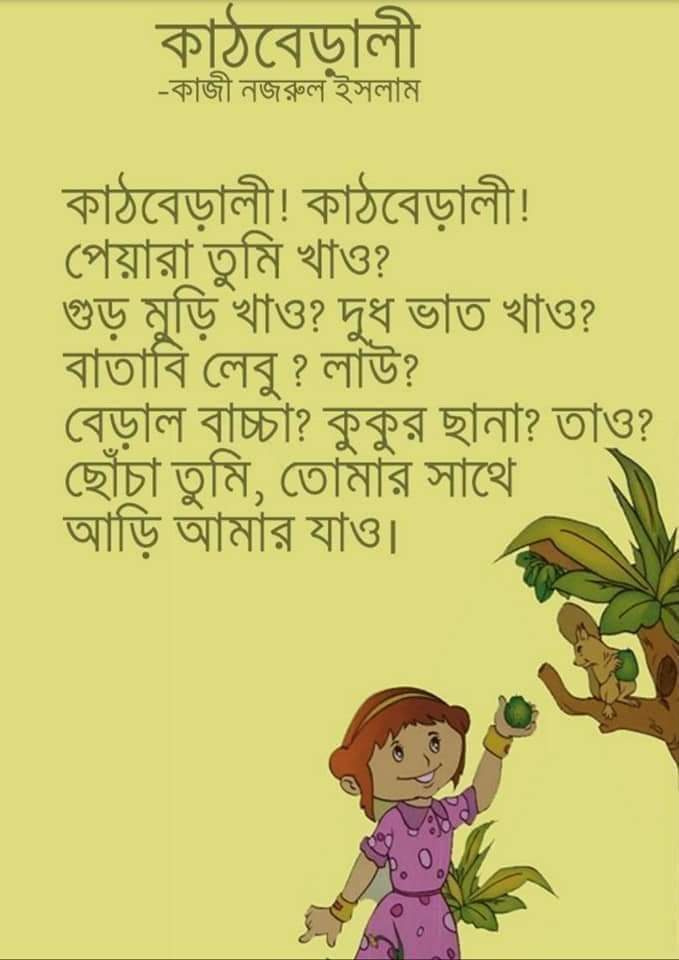 কাঠবেড়ালী
-কাজী নজরুল ইসলাম
কাঠবেড়ালী! কাঠবেড়ালী!
পেয়ারা তুমি খাও?
গুড় মুড়ি খাও? দুধ ভাত খাও?
বাতাবি লেবু ? লাউ?
বেড়াল বাচ্চা? কুকুর ছানা? তাও?
ছোঁচা তুমি, তোমার সাথে
আড়ি আমার যাও।